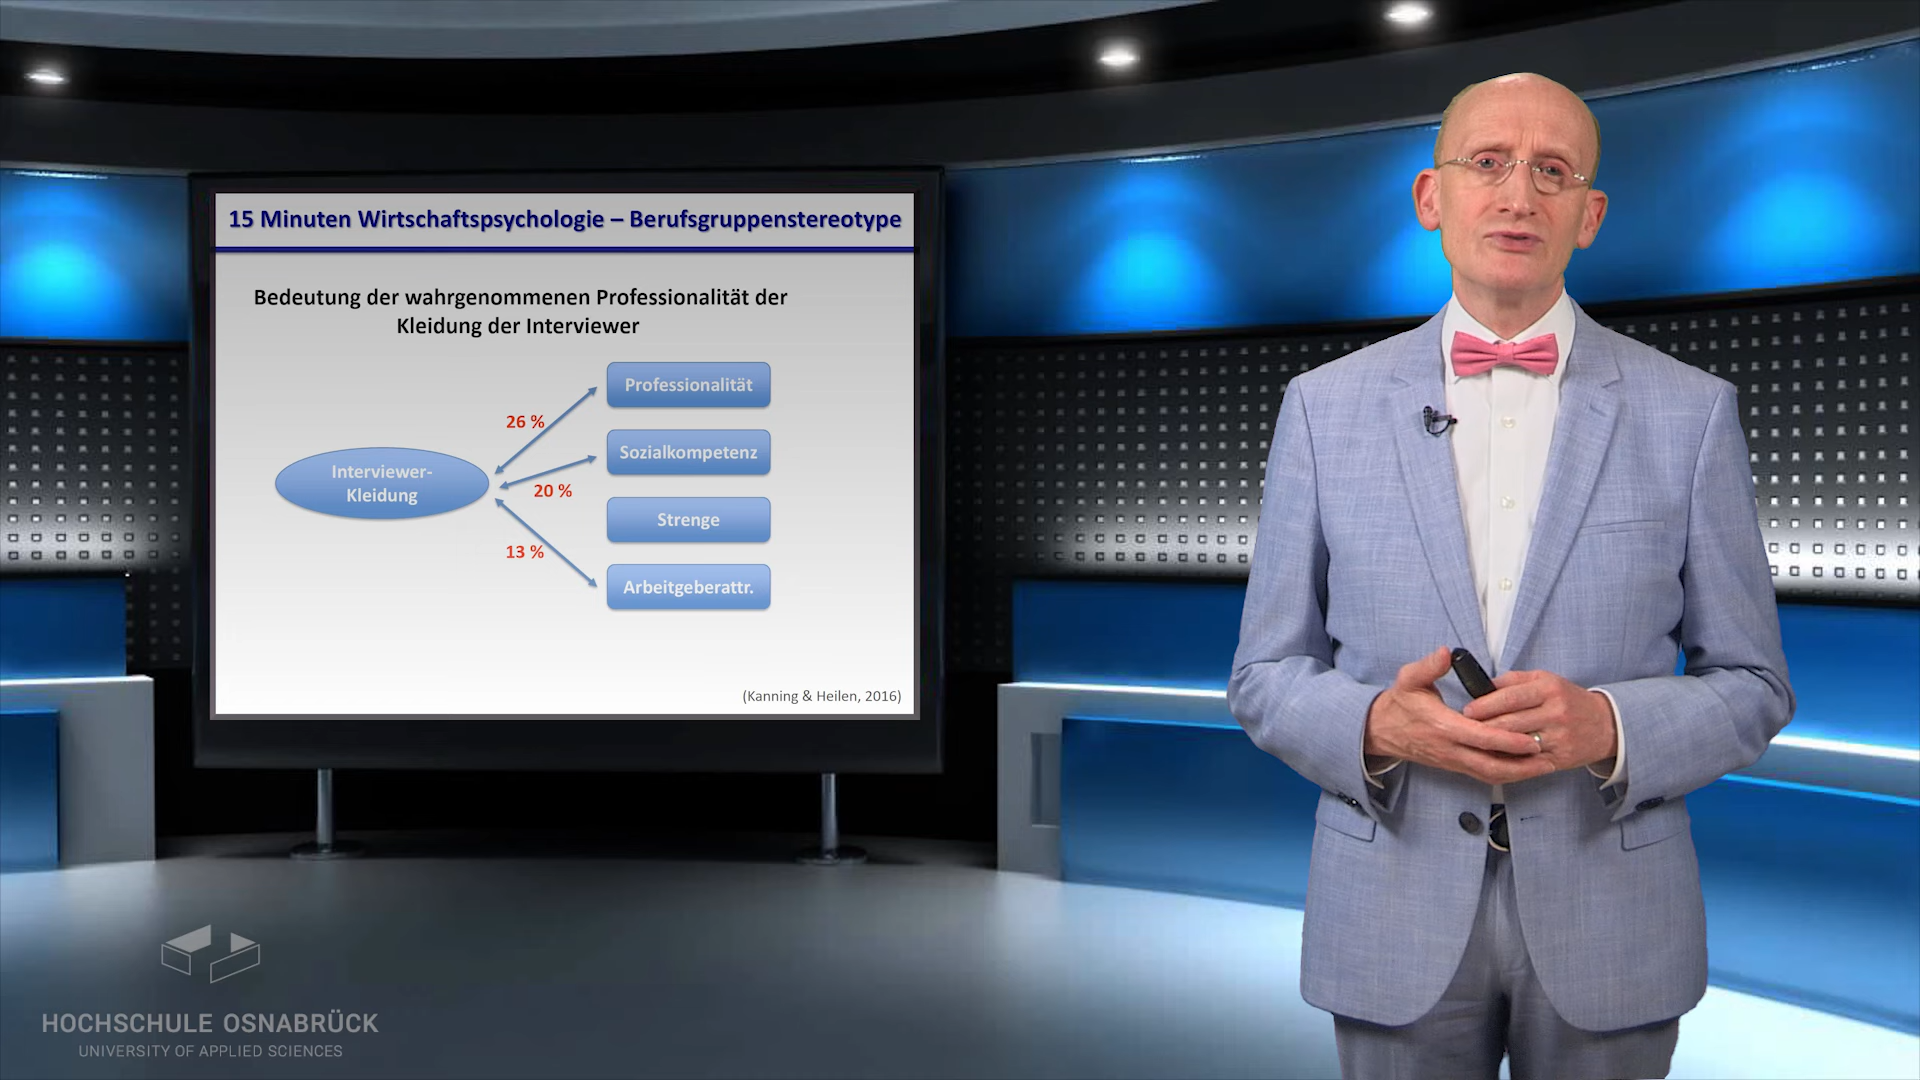 15 Minuten Wirtschaftspsychologie – Berufsgruppenstereotype
Bedeutung der wahrgenommenen Professionalität der
Kleidung der Interviewer
Interviewer-
Kleidung
26 %
20 %
13 %
Professionalität
Sozialkompetenz
Strenge
Arbeitgeberattr.
(Kanning & Heilen, 2016)
HOCHSCHULE OSNABRÜCK
UNIVERSITY OF APPLIED SCIENCES